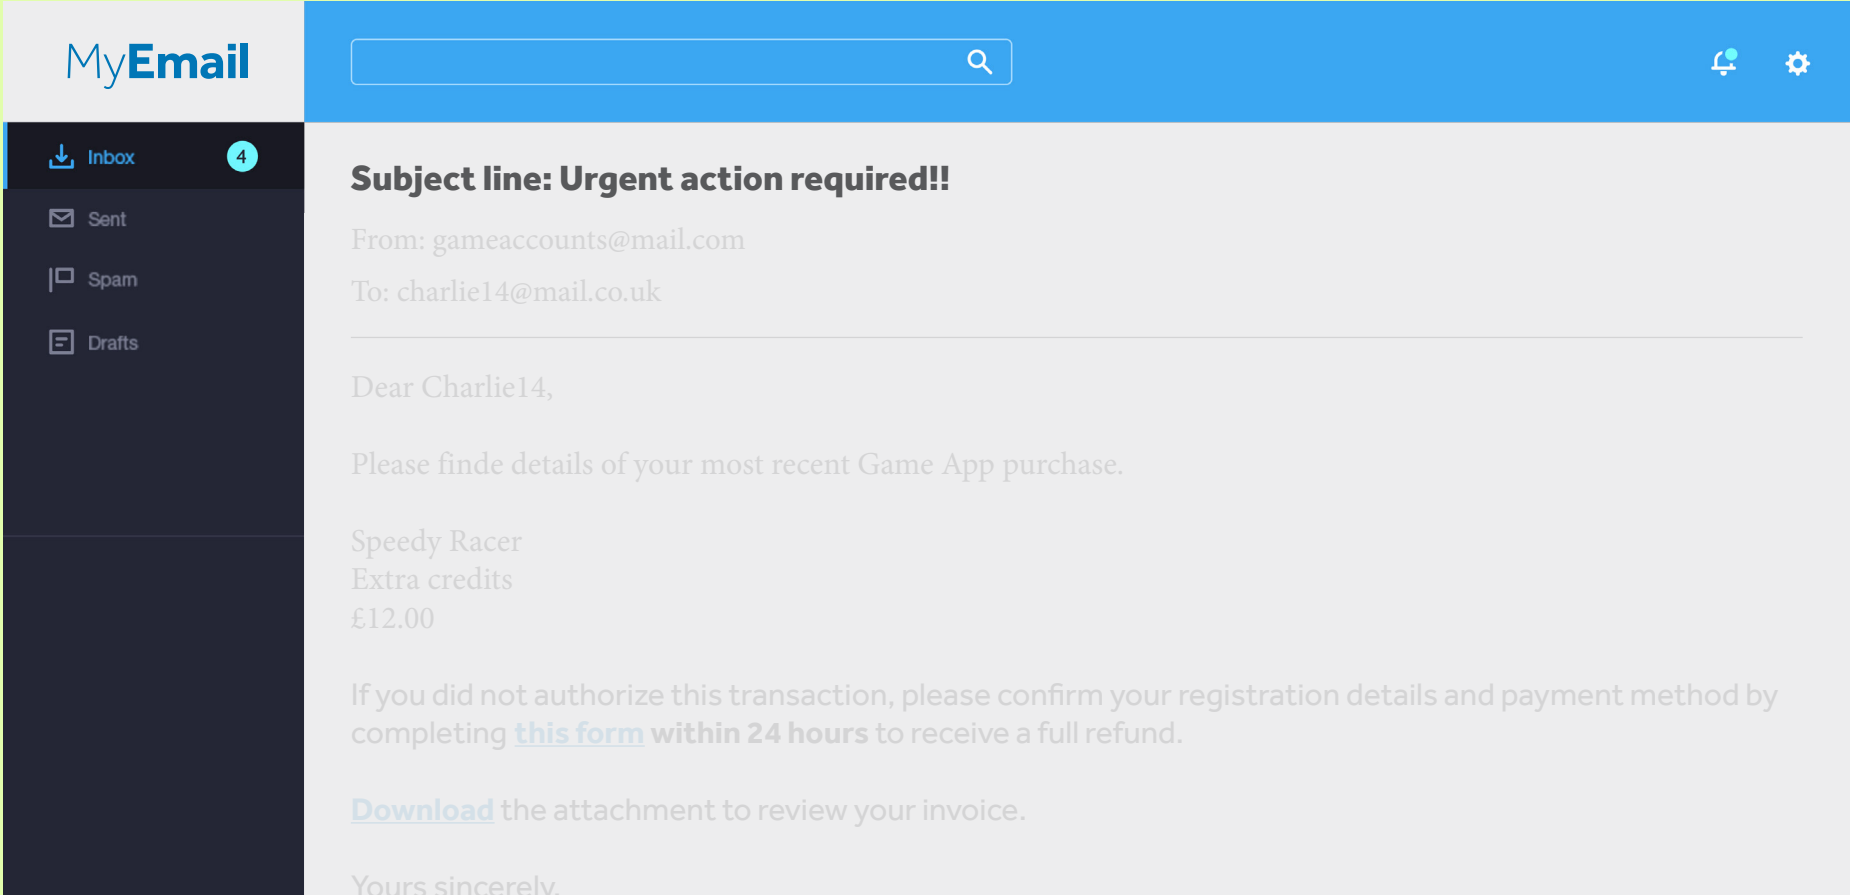 MyEmail
Inbox 4
Sent
Spam
Drafts
Subject line: Urgent action required!!
From: gameaccounts@mail.com
To: charlie14@mail.co.uk
Dear Charlie14,
Please finde details of your most recent Game App purchase.
Speedy Racer
Extra credits
£12.00
If you did not authorize this transaction, please confirm your registration details and payment method by
completing this form within 24 hours to receive a full refund.
Download the attachment to review your invoice.
Yours sincerely,